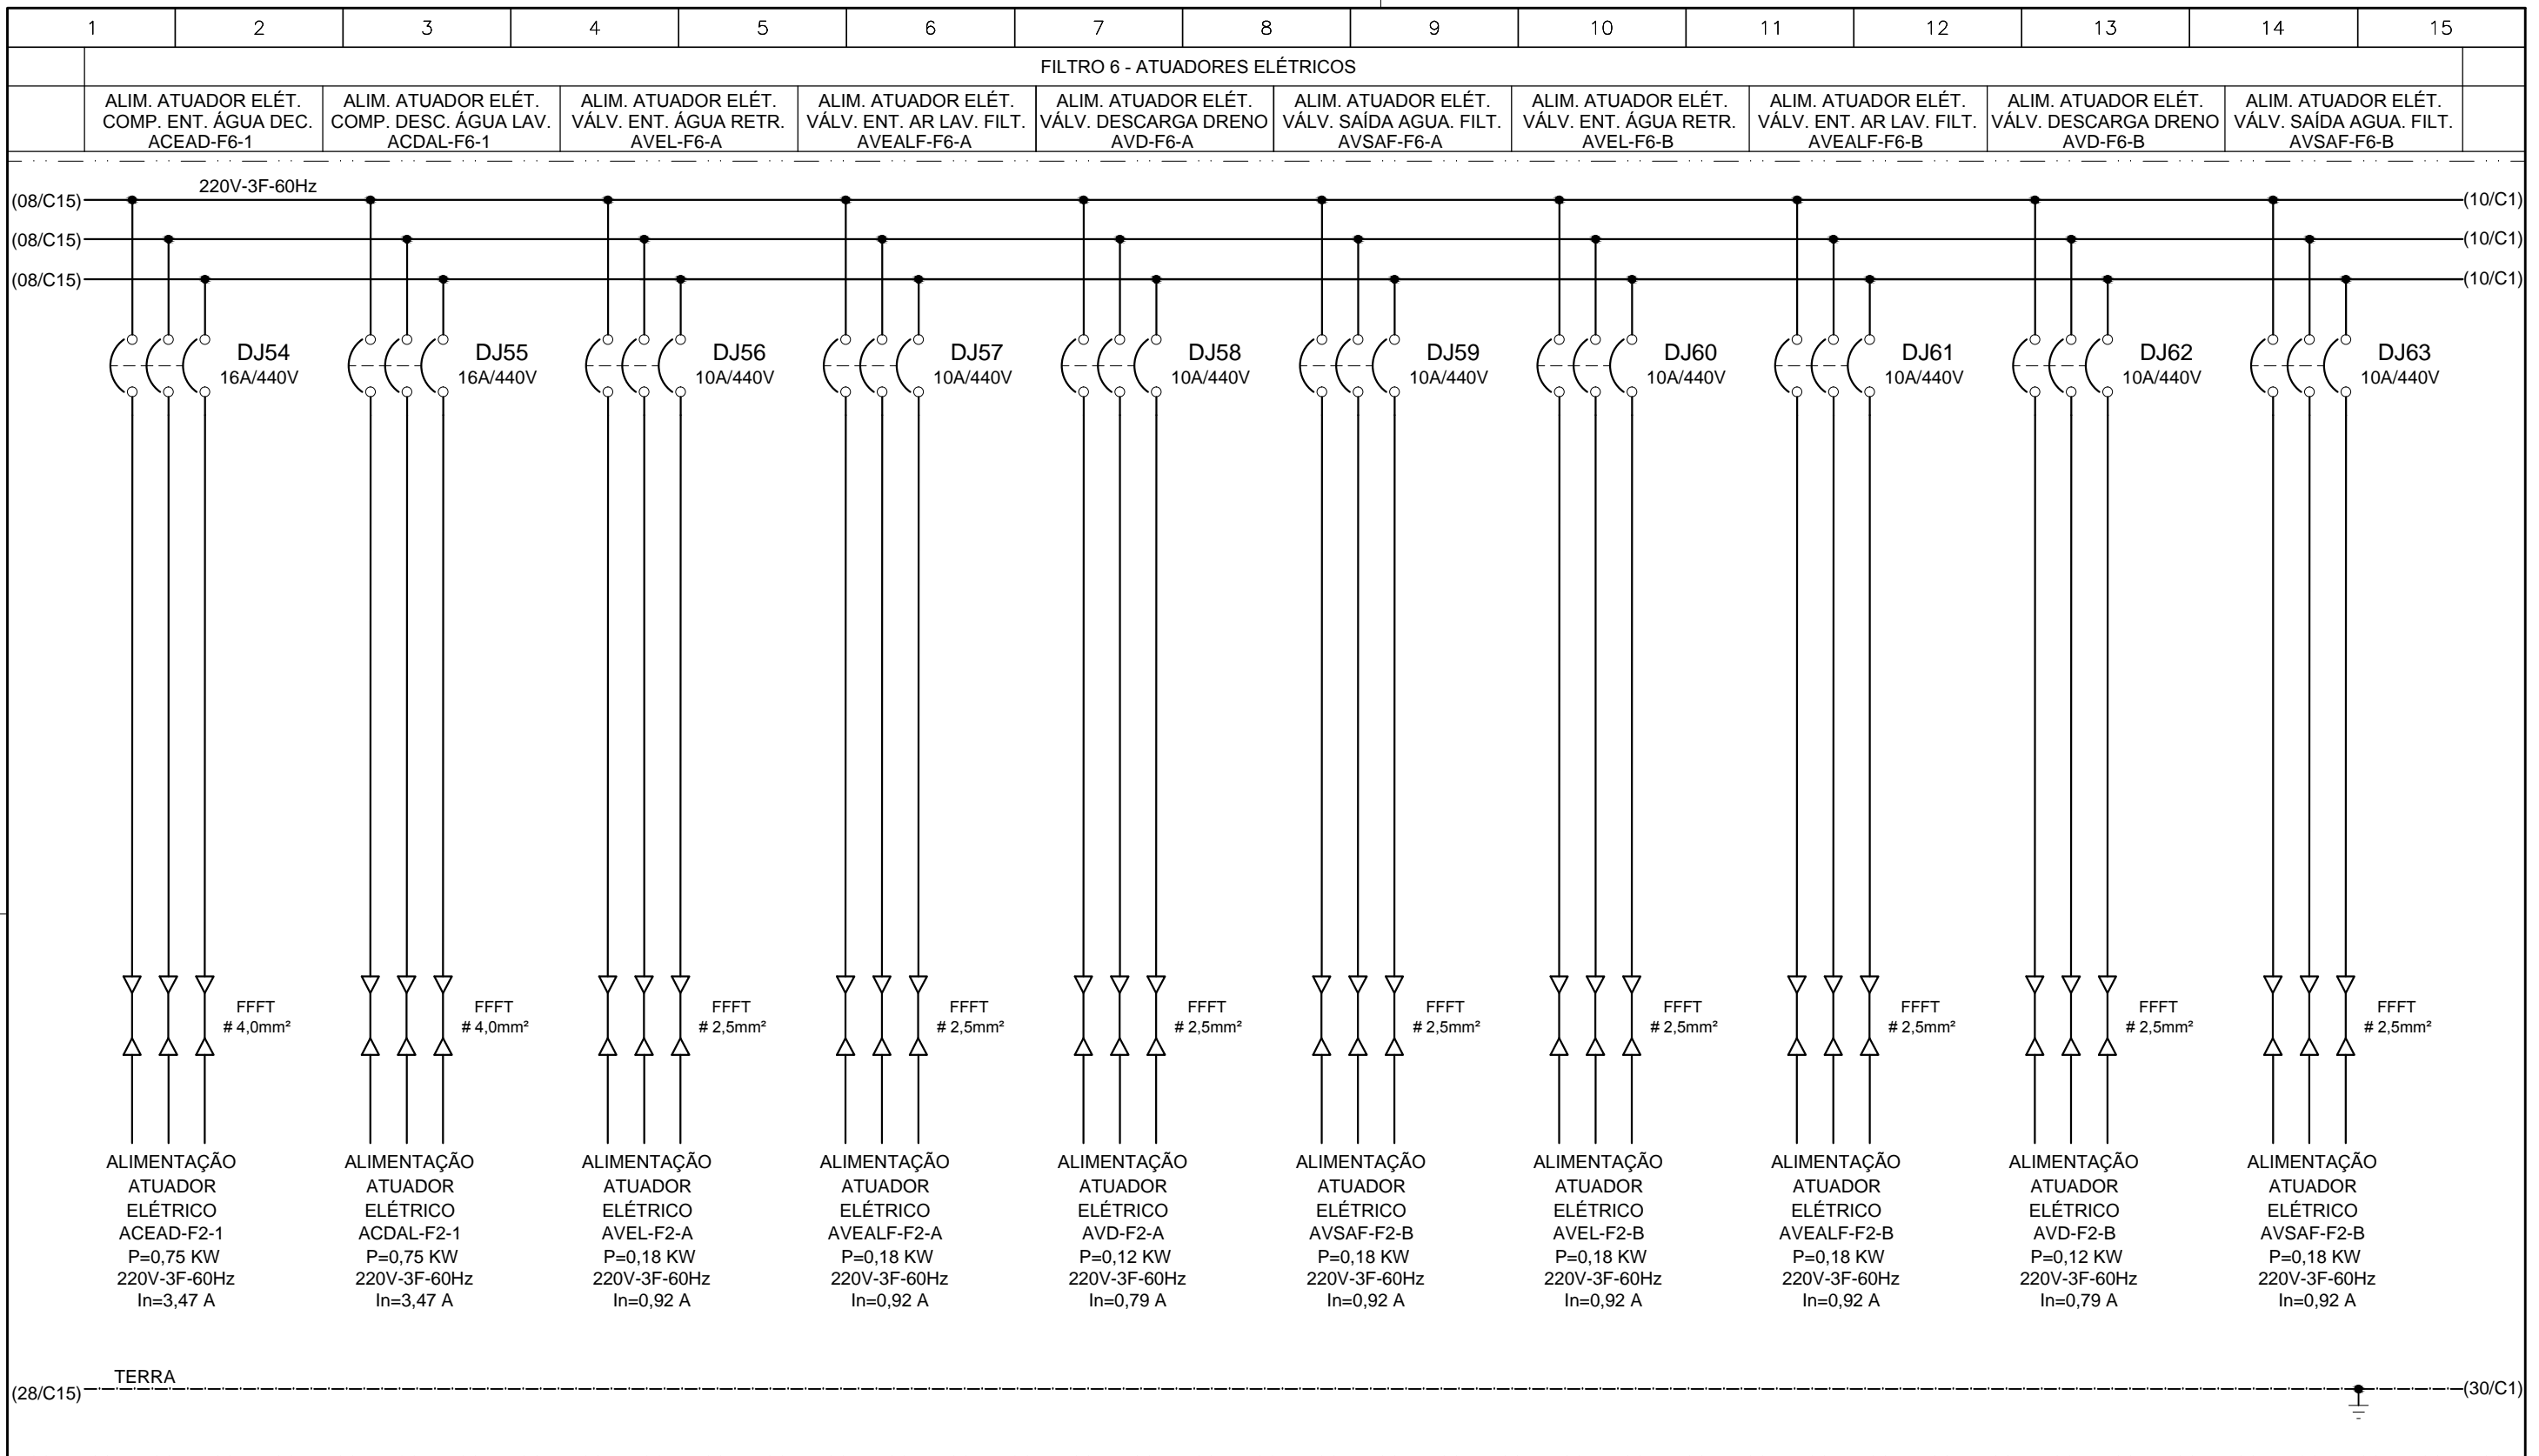 1 2 3 4 5 6 7 8 9 10 11 12 13 14 15
FILTRO 6 - ATUADORES ELÉTRICOS
ALIM. ATUADOR ELÉT.
COMP. ENT. ÁGUA DEC.
ACEAD-F6-1
ALIM. ATUADOR ELÉT.
COMP. DESC. ÁGUA LAV.
ACDAL-F6-1
ALIM. ATUADOR ELÉT.
VÁLV. ENT. ÁGUA RETR.
AVEL-F6-A
ALIM. ATUADOR ELÉT.
VÁLV. ENT. AR LAV. FILT.
AVEALF-F6-A
ALIM. ATUADOR ELÉT.
VÁLV. DESCARGA DRENO
AVD-F6-A
ALIM. ATUADOR ELÉT.
VÁLV. SAÍDA AGUA. FILT.
AVSAF-F6-A
ALIM. ATUADOR ELÉT.
VÁLV. ENT. ÁGUA RETR.
AVEL-F6-B
ALIM. ATUADOR ELÉT.
VÁLV. ENT. AR LAV. FILT.
AVEALF-F6-B
ALIM. ATUADOR ELÉT.
VÁLV. DESCARGA DRENO
AVD-F6-B
ALIM. ATUADOR ELÉT.
VÁLV. SAÍDA AGUA. FILT.
AVSAF-F6-B
220V-3F-60Hz
(08/C15) (10/C1)
(08/C15) (10/C1)
(08/C15) (10/C1)
DJ54
16A/440V
DJ55
16A/440V
DJ56
10A/440V
DJ57
10A/440V
DJ58
10A/440V
DJ59
10A/440V
DJ60
10A/440V
DJ61
10A/440V
DJ62
10A/440V
DJ63
10A/440V
FFFT
# 4,0mm²
FFFT
# 4,0mm²
FFFT
# 2,5mm²
FFFT
# 2,5mm²
FFFT
# 2,5mm²
FFFT
# 2,5mm²
FFFT
# 2,5mm²
FFFT
# 2,5mm²
FFFT
# 2,5mm²
FFFT
# 2,5mm²
ALIMENTAÇÃO
ATUADOR
ELÉTRICO
ACEAD-F2-1
P=0,75 KW
220V-3F-60Hz
In=3,47 A
ALIMENTAÇÃO
ATUADOR
ELÉTRICO
ACDAL-F2-1
P=0,75 KW
220V-3F-60Hz
In=3,47 A
ALIMENTAÇÃO
ATUADOR
ELÉTRICO
AVEL-F2-A
P=0,18 KW
220V-3F-60Hz
In=0,92 A
ALIMENTAÇÃO
ATUADOR
ELÉTRICO
AVEALF-F2-A
P=0,18 KW
220V-3F-60Hz
In=0,92 A
ALIMENTAÇÃO
ATUADOR
ELÉTRICO
AVD-F2-A
P=0,12 KW
220V-3F-60Hz
In=0,79 A
ALIMENTAÇÃO
ATUADOR
ELÉTRICO
AVSAF-F2-B
P=0,18 KW
220V-3F-60Hz
In=0,92 A
ALIMENTAÇÃO
ATUADOR
ELÉTRICO
AVEL-F2-B
P=0,18 KW
220V-3F-60Hz
In=0,92 A
ALIMENTAÇÃO
ATUADOR
ELÉTRICO
AVEALF-F2-B
P=0,18 KW
220V-3F-60Hz
In=0,92 A
ALIMENTAÇÃO
ATUADOR
ELÉTRICO
AVD-F2-B
P=0,12 KW
220V-3F-60Hz
In=0,79 A
ALIMENTAÇÃO
ATUADOR
ELÉTRICO
AVSAF-F2-B
P=0,18 KW
220V-3F-60Hz
In=0,92 A
TERRA
(28/C15) (30/C1)